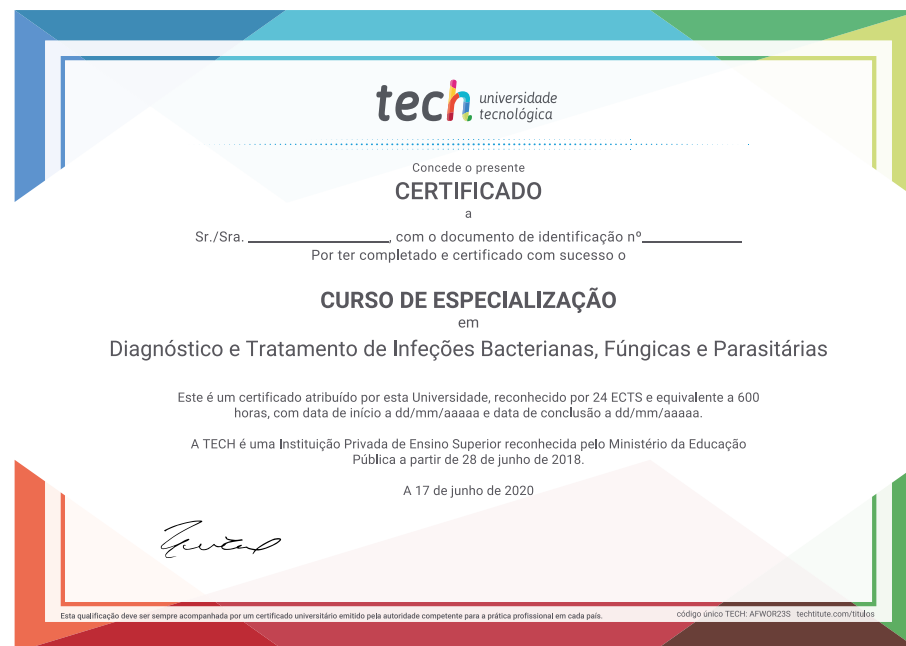 tech universidade
tecnológica
Concede o presente
CERTIFICADO
a
Sr./Sra. ____________________, com o documento de identificação nº______________
Por ter completado e certificado com sucesso o
CURSO DE ESPECIALIZAÇÃO
em
Diagnóstico e Tratamento de Infeções Bacterianas, Fúngicas e Parasitárias
Este é um certificado atribuído por esta Universidade, reconhecido por 24 ECTS e equivalente a 600
horas, com data de início a dd/mm/aaaaa e data de conclusão a dd/mm/aaaaa.
A TECH é uma Instituição Privada de Ensino Superior reconhecida pelo Ministério da Educação
Pública a partir de 28 de junho de 2018.
A 17 de junho de 2020
Esta qualificação deve ser sempre acompanhada por um certificado universitário emitido pela autoridade competente para a prática profissional em cada país.
código único TECH: AFWOR23S techtitute.com/titulos